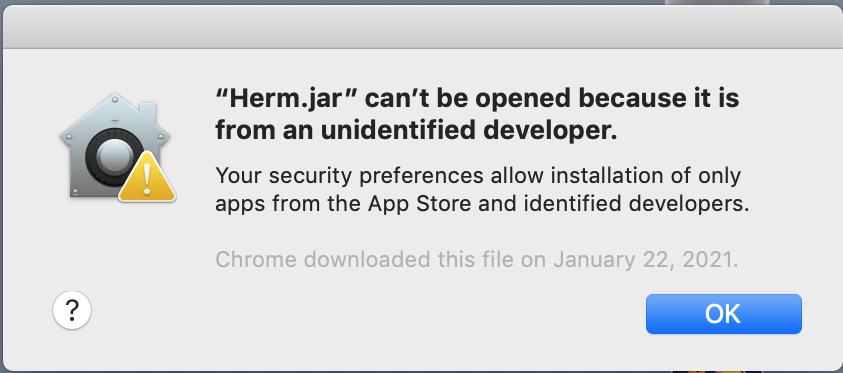 “Herm.jar” can’t be opened because it is
from an unidentified developer.
Your security preferences allow installation of only
apps from the App Store and identified developers.
Chrome downloaded this file on January 22, 2021.
?
OK